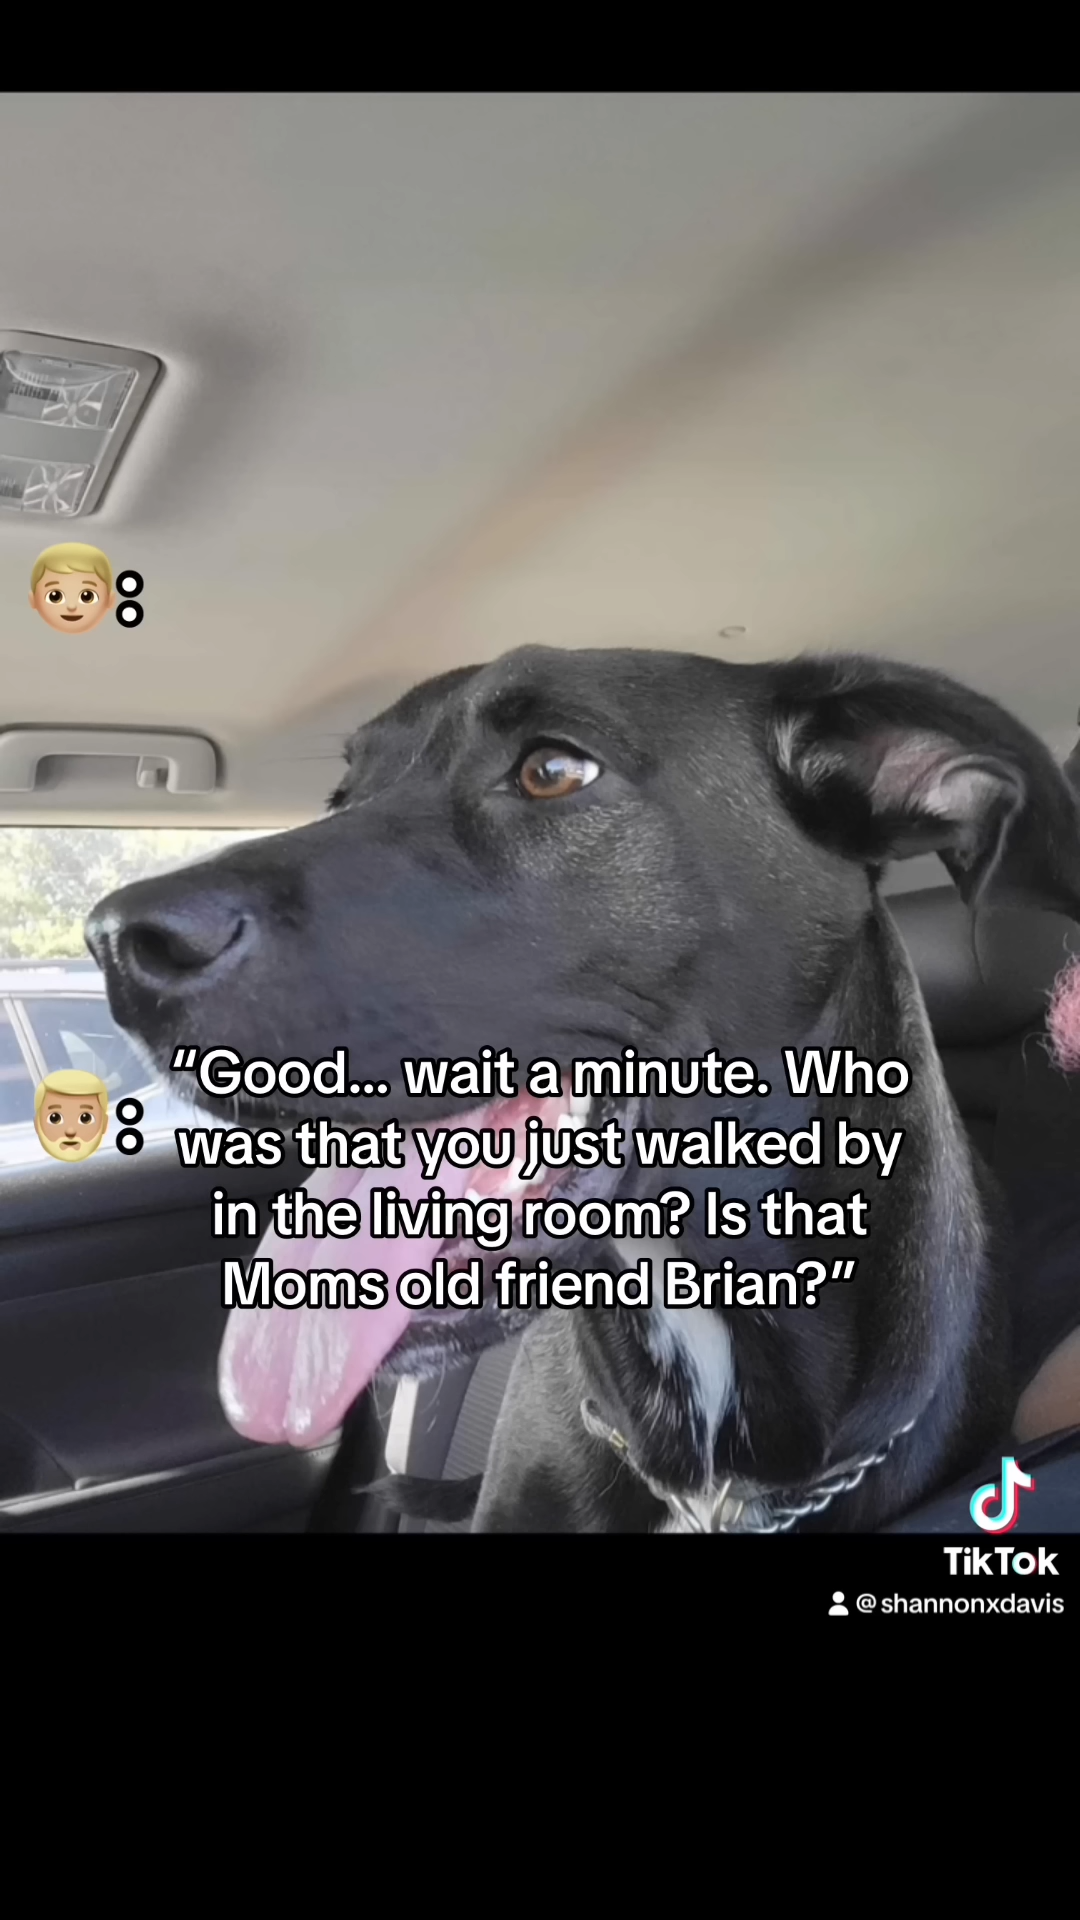 :
“Good... wait a minute. Who
: was that you just walked by
in the living room? Is that
Moms old friend Brian?”
TikTok
@shannonxdavis